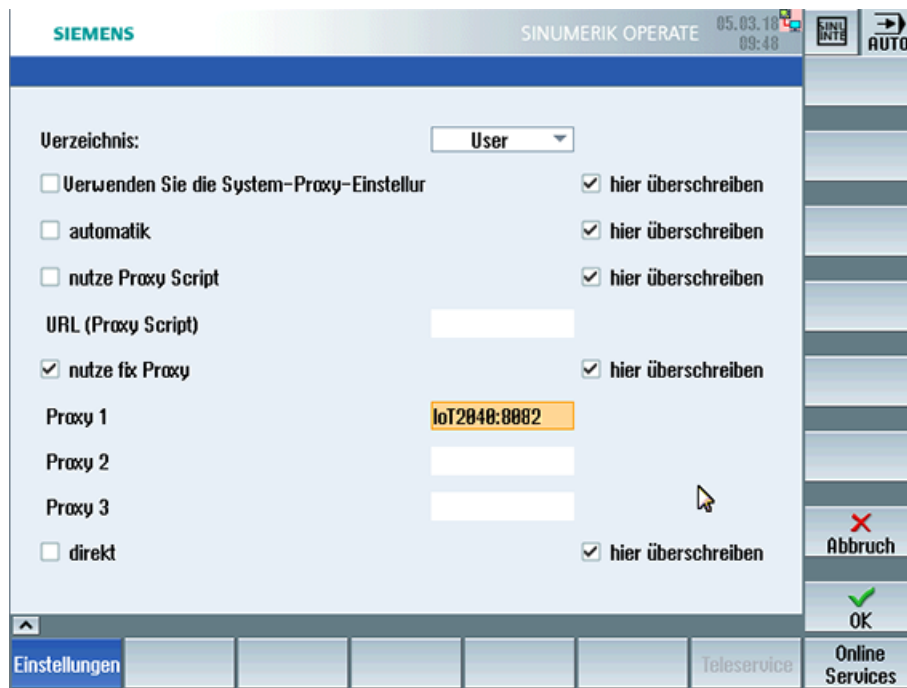 SIEMENS
SINUMERIK OPERATE
05.03.18
09:48
SINU
INTE
AUTO
Verzeichnis:
User
Verwenden Sie die System-Proxy-Einstellur
hier überschreiben
automatik
hier überschreiben
nutze Proxy Script
hier überschreiben
URL (Proxy Script)
nutze fix Proxy
hier überschreiben
Proxy 1
IoT2040:8082
Proxy 2
Proxy 3
direkt
hier überschreiben
Abbruch
OK
Einstellungen
Teleservice
Online
Services